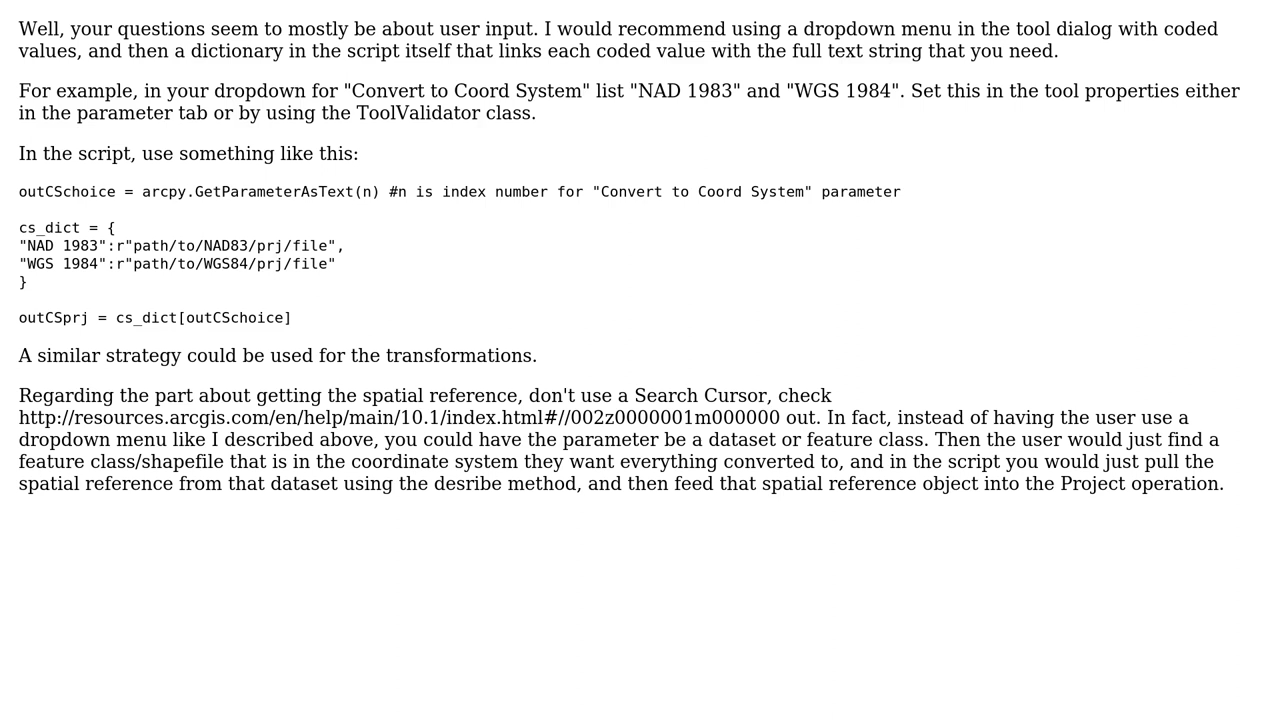 Well, your questions seem to mostly be about user input. I would recommend using a dropdown menu in the tool dialog with coded
values, and then a dictionary in the script itself that links each coded value with the full text string that you need.
For example, in your dropdown for "Convert to Coord System" list "NAD 1983" and "WGS 1984". Set this in the tool properties either
in the parameter tab or by using the ToolValidator class.
In the script, use something like this:
outCSchoice = arcpy.GetParameterAsText(n) #n is index number for "Convert to Coord System" parameter
cs_dict = {
"NAD 1983":r"path/to/NAD83/prj/file",
"WGS 1984":r"path/to/WGS84/prj/file"
}
outCSprj = cs_dict[outCSchoice]
A similar strategy could be used for the transformations.
Regarding the part about getting the spatial reference, don't use a Search Cursor, check
http://resources.arcgis.com/en/help/main/10.1/index.html#//002z0000001m000000 out. In fact, instead of having the user use a
dropdown menu like I described above, you could have the parameter be a dataset or feature class. Then the user would just find a
feature class/shapefile that is in the coordinate system they want everything converted to, and in the script you would just pull the
spatial reference from that dataset using the desribe method, and then feed that spatial reference object into the Project operation.